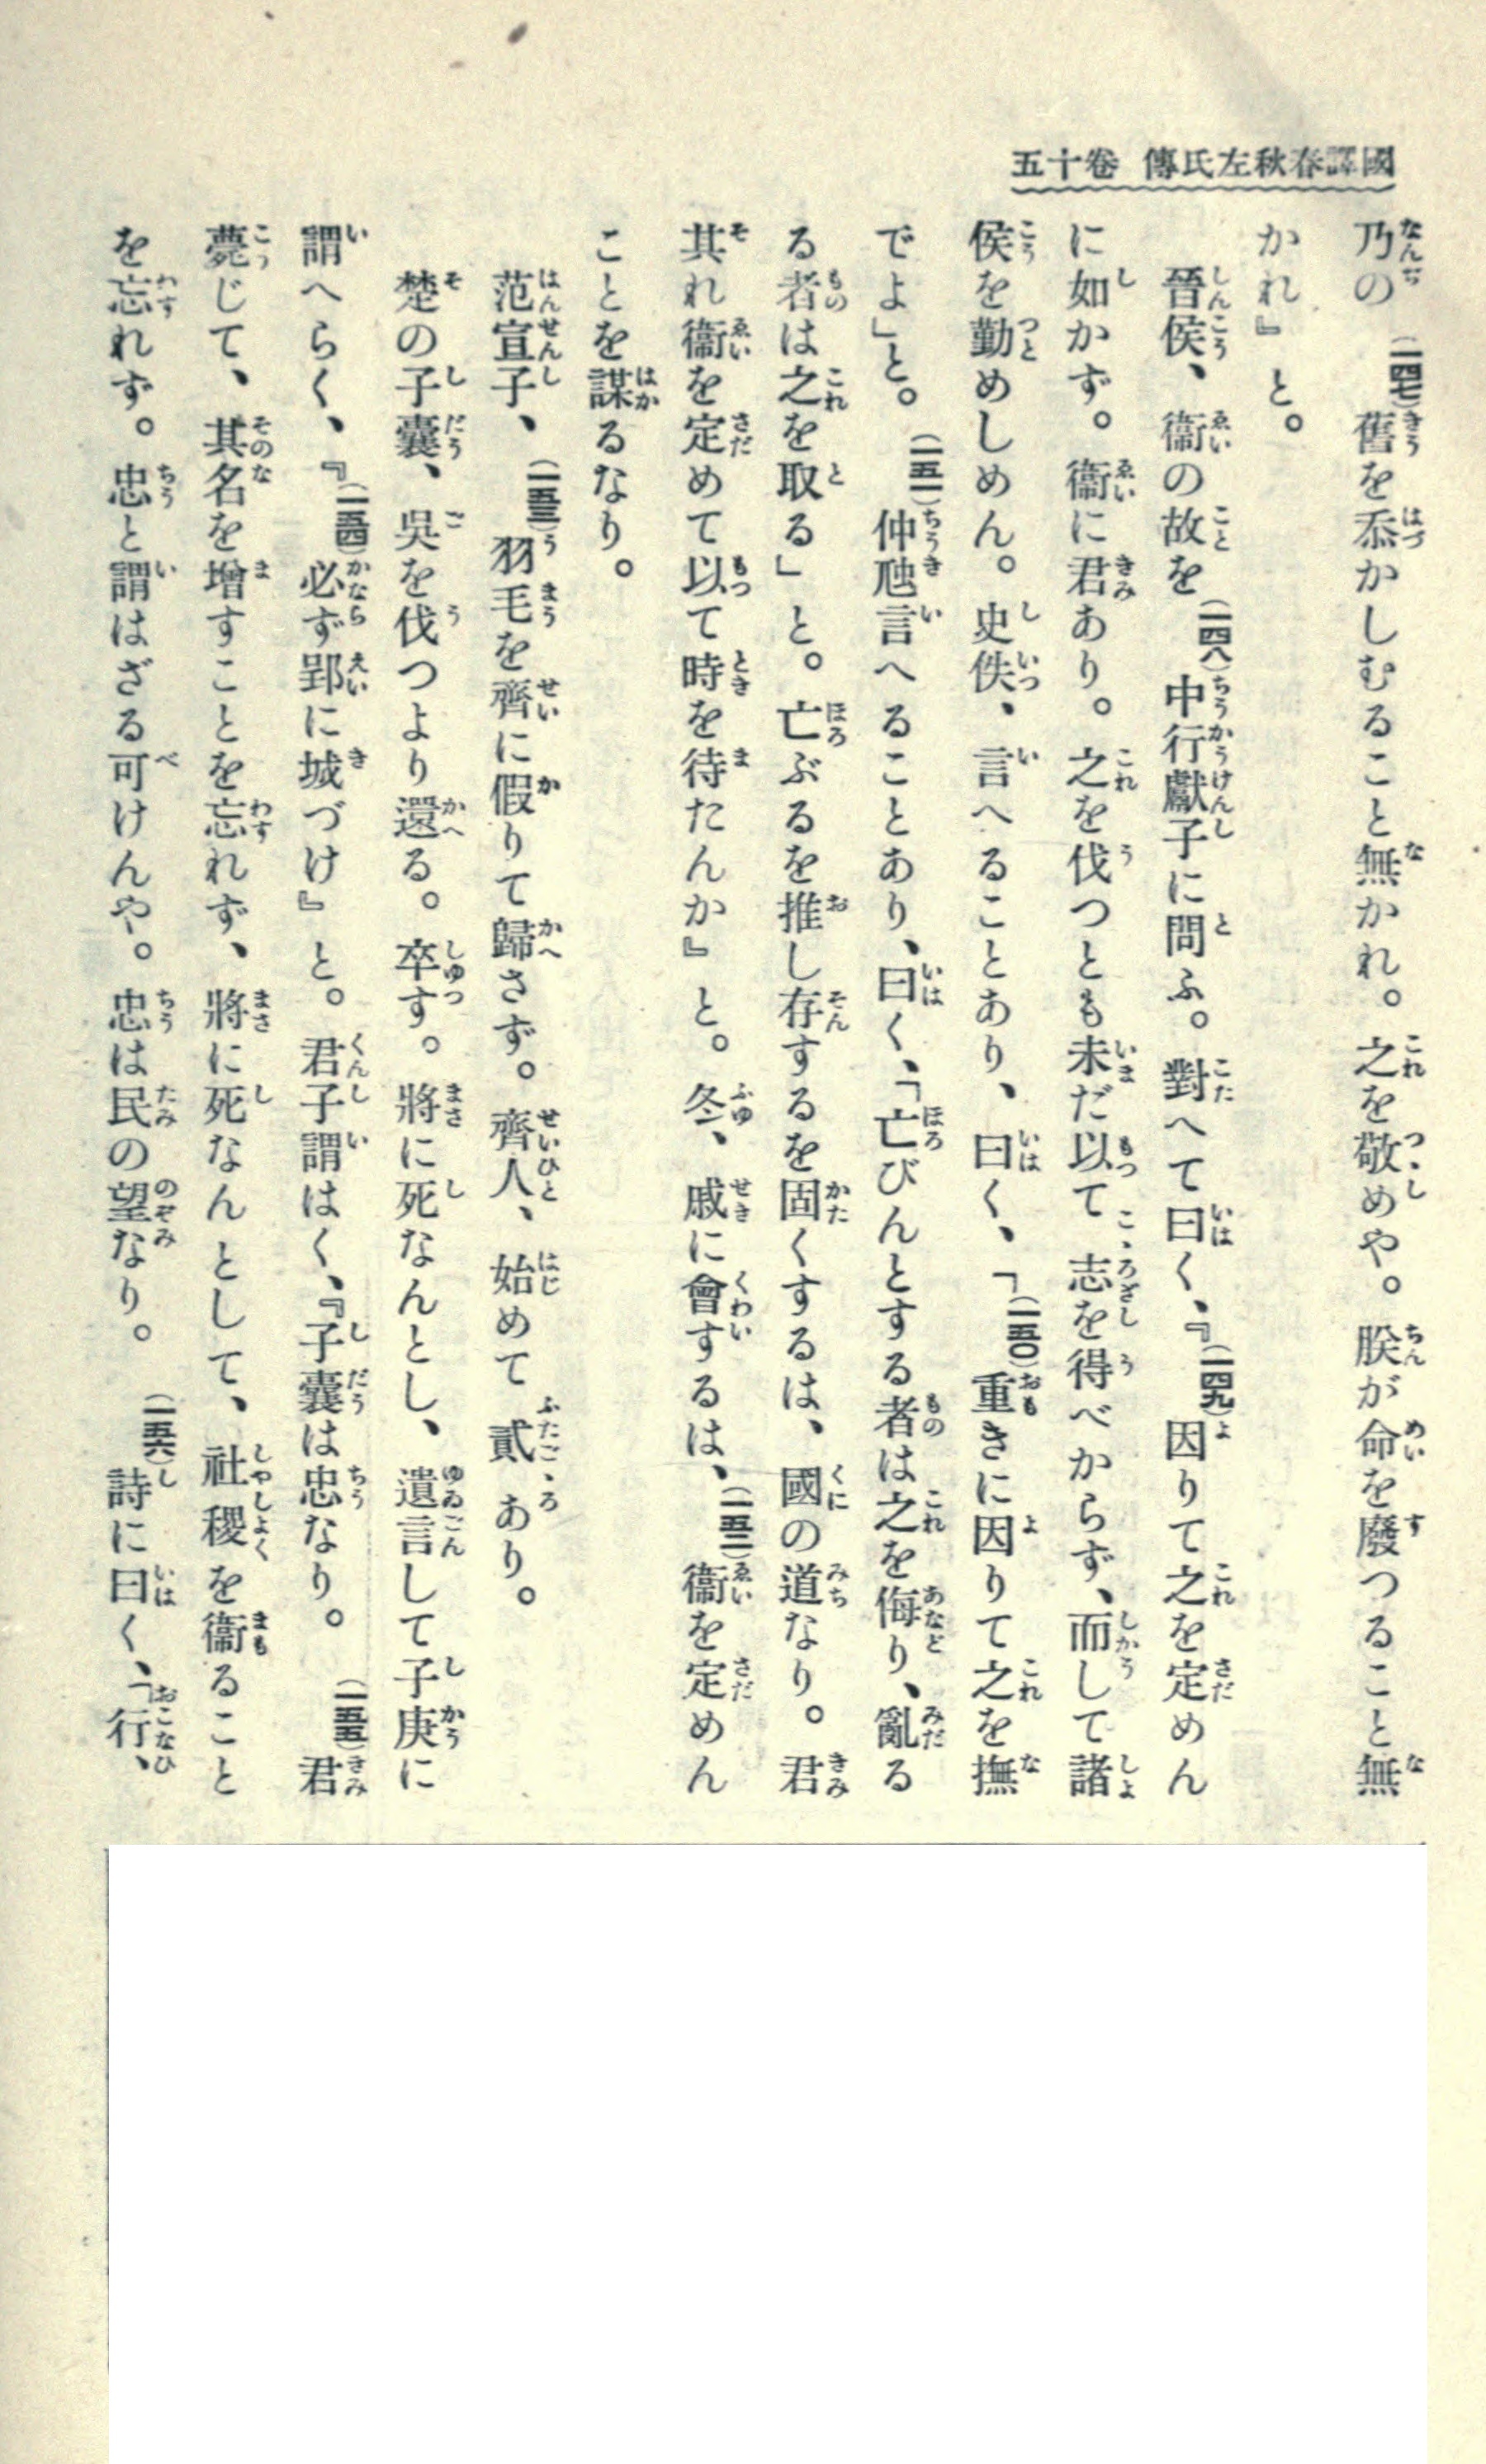 國譯春秋左氏傳 卷十五
乃の(一四七)舊を忝かしむること無かれ。之を敬めや。朕が命を廢つること無
かれ』と。
晉侯、衞の故を(一四八)中行獻子に問ふ。對へて曰く、『(一四九)因りて之を定めん
に如かず。衞に君あり。之を伐つとも未だ以て志を得べからず、而して諸
侯を勤めしめん。史佚、言へることあり、曰く、「(一五〇)重きに因りて之を撫
でよ」と。(一五一)仲虺言へることあり、曰く、「亡びんとする者は之を侮り、亂る
る者は之を取る」と。亡ぶるを推し存するを固くするは、國の道なり。君
其れ衞を定めて以て時を待たんか』と。冬、戚に會するは、(一五二)衞を定めん
ことを謀るなり。
范宣子、(一五三)羽毛を齊に假りて歸さず。齊人、始めて貳あり。
楚の子囊、吳を伐つより還る。卒す。將に死なんとし、遺言して子庚に
謂へらく、『(一五四)必ず郢に城づけ』と。君子謂はく、『子囊は忠なり。(一五五)君
薨じて、其名を增すことを忘れず、將に死なんとして、社稷を衞ること
を忘れず。忠と謂はざる可けんや。忠は民の望なり。(一五六)詩に曰く、「行、